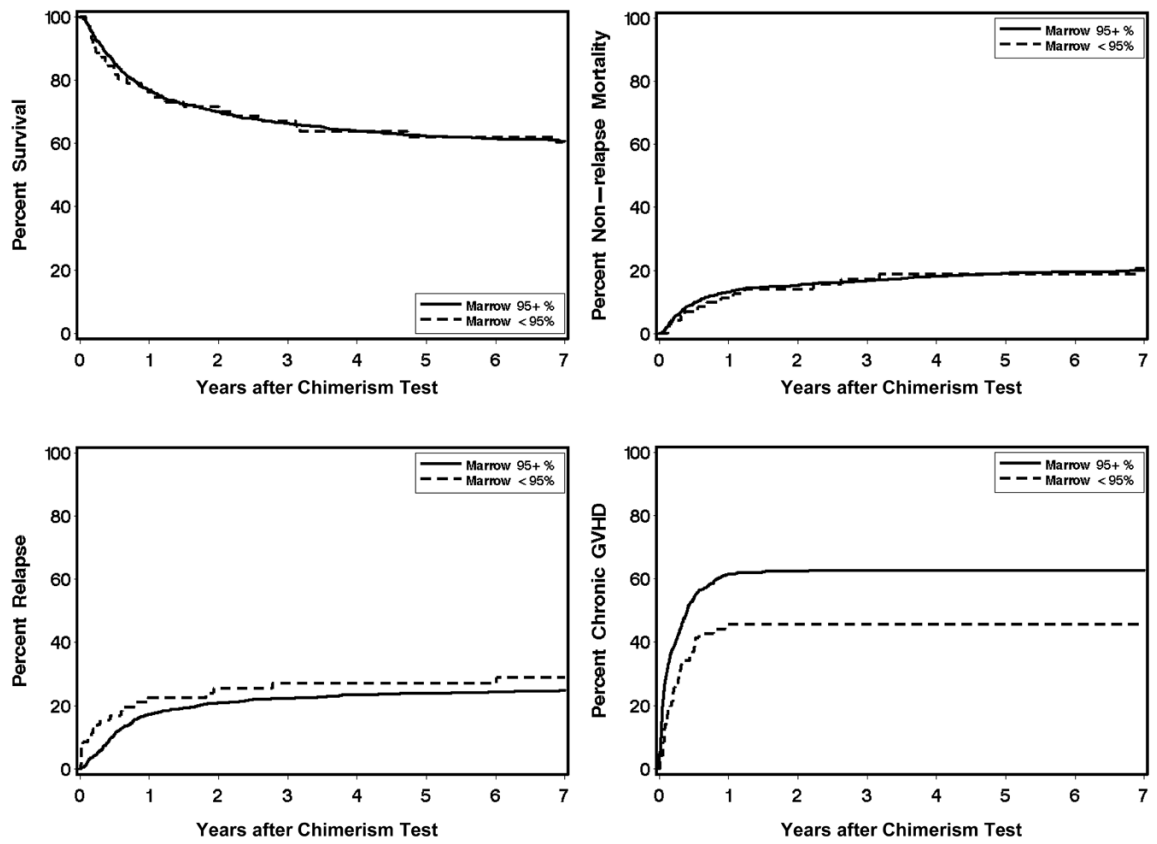 Percent Survival
100
80
60
40
20
0
Marrow 95+ %
Marrow < 95%
0 1 2 3 4 5 6 7
Years after Chimerism Test
Percent Non-relapse Mortality
100
80
60
40
20
0
Marrow 95+ %
Marrow < 95%
0 1 2 3 4 5 6 7
Years after Chimerism Test
Percent Relapse
100
80
60
40
20
0
Marrow 95+ %
Marrow < 95%
0 1 2 3 4 5 6 7
Years after Chimerism Test
Percent Chronic GVHD
100
80
60
40
20
0
Marrow 95+ %
Marrow < 95%
0 1 2 3 4 5 6 7
Years after Chimerism Test